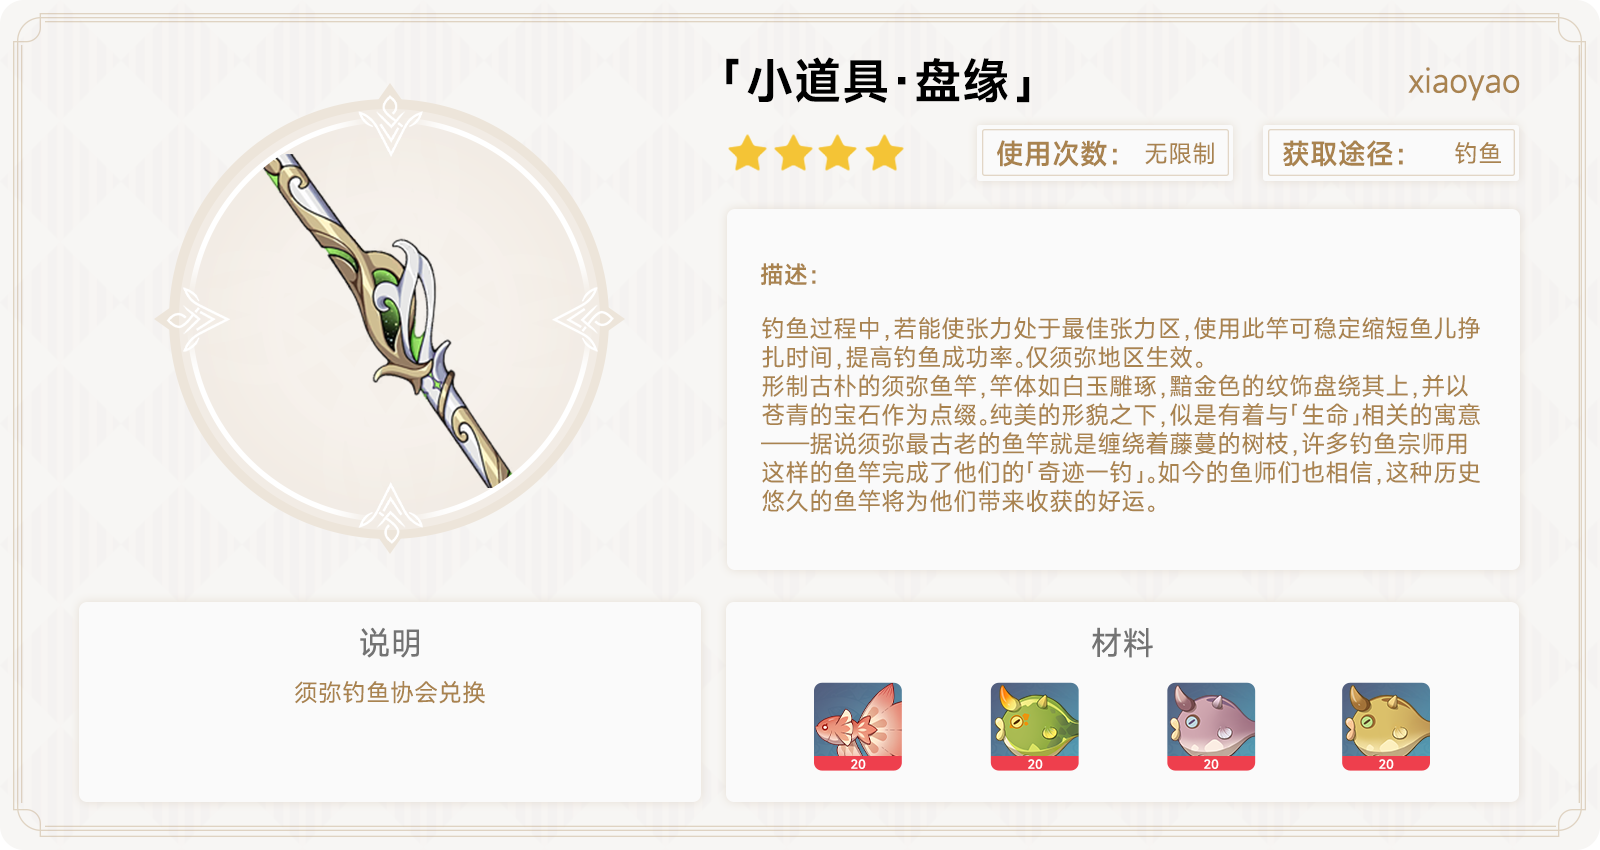 「小道具·盘缘」
xiaoyao
使用次数： 无限制
获取途径： 钓鱼
描述：
钓鱼过程中,若能使张力处于最佳张力区,使用此竿可稳定缩短鱼儿挣
扎时间,提高钓鱼成功率。仅须弥地区生效。
形制古朴的须弥鱼竿,竿体如白玉雕琢,黯金色的纹饰盘绕其上,并以
苍青的宝石作为点缀。纯美的形貌之下,似是有着与「生命」相关的寓意
——据说须弥最古老的鱼竿就是缠绕着藤蔓的树枝,许多钓鱼宗师用
这样的鱼竿完成了他们的「奇迹一钓」。如今的鱼师们也相信,这种历史
悠久的鱼竿将为他们带来收获的好运。
说明
须弥钓鱼协会兑换
材料
20
20
20
20